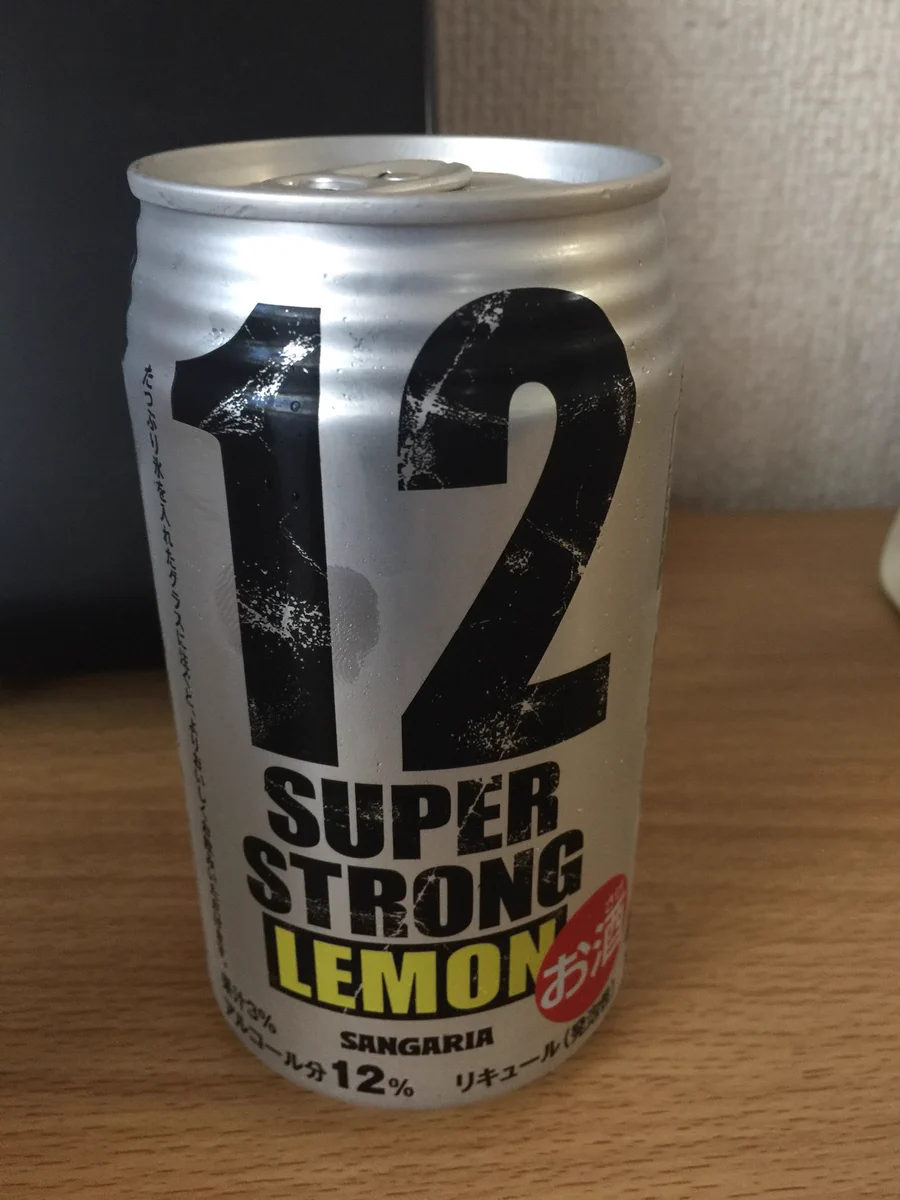 12
SUPER
STRONG
LEMON
お酒
SANGARIA
果汁3%
アルコール分12%
リキュール(発泡性)